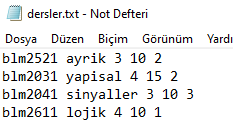 dersler.txt - Not Defteri
Dosya Düzen Biçim Görünüm Yardı
blm2521 ayrik 3 10 2
blm2031 yapisal 4 15 2
blm2041 sinyaller 3 10 3
blm2611 lojik 4 10 1